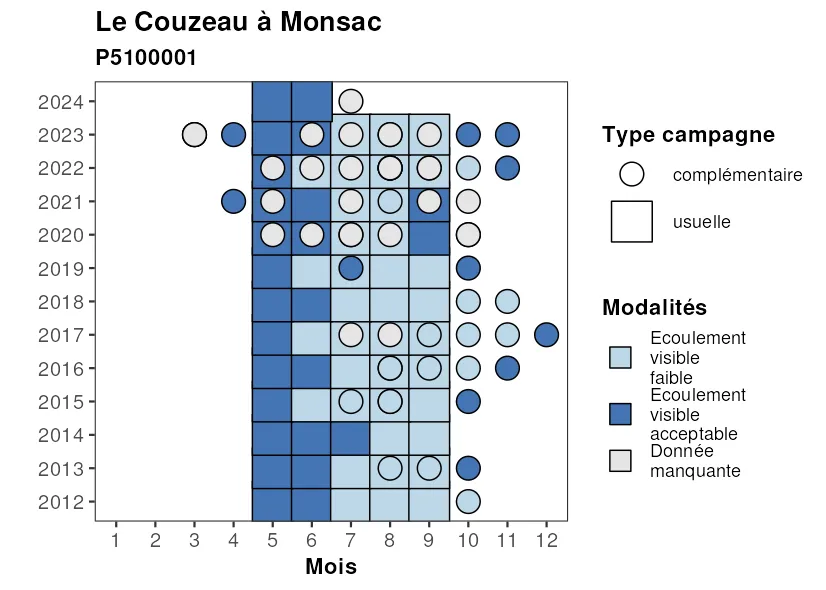 Le Couzeau à Monsac
P5100001
2024
2023
2022
2021
2020
2019
2018
2017
2016
2015
2014
2013
2012
1 2 3 4 5 6 7 8 9 10 11 12
Mois
Type campagne
complémentaire
usuelle
Modalités
Ecoulement
visible
faible
Ecoulement
visible
acceptable
Donnée
manquante